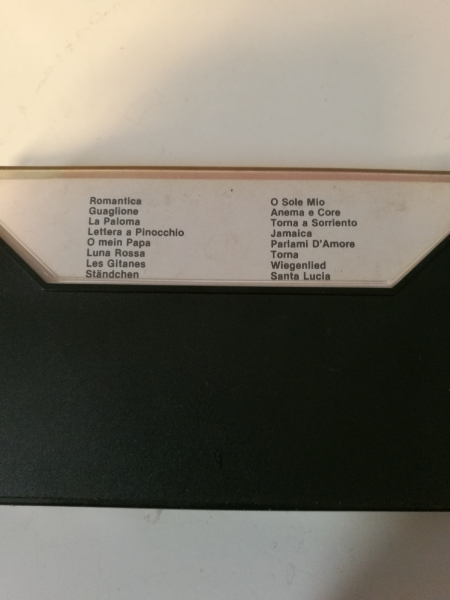 Romantica
Guaglione
La Paloma
Lettera a Pinocchio
O mein Papa
Luna Rossa
Les Gitanes
Ständchen
O Sole Mio
Anema e Core
Torna a Sorriento
Jamaica
Parlami D'Amore
Torna
Wiegenlied
Santa Lucia